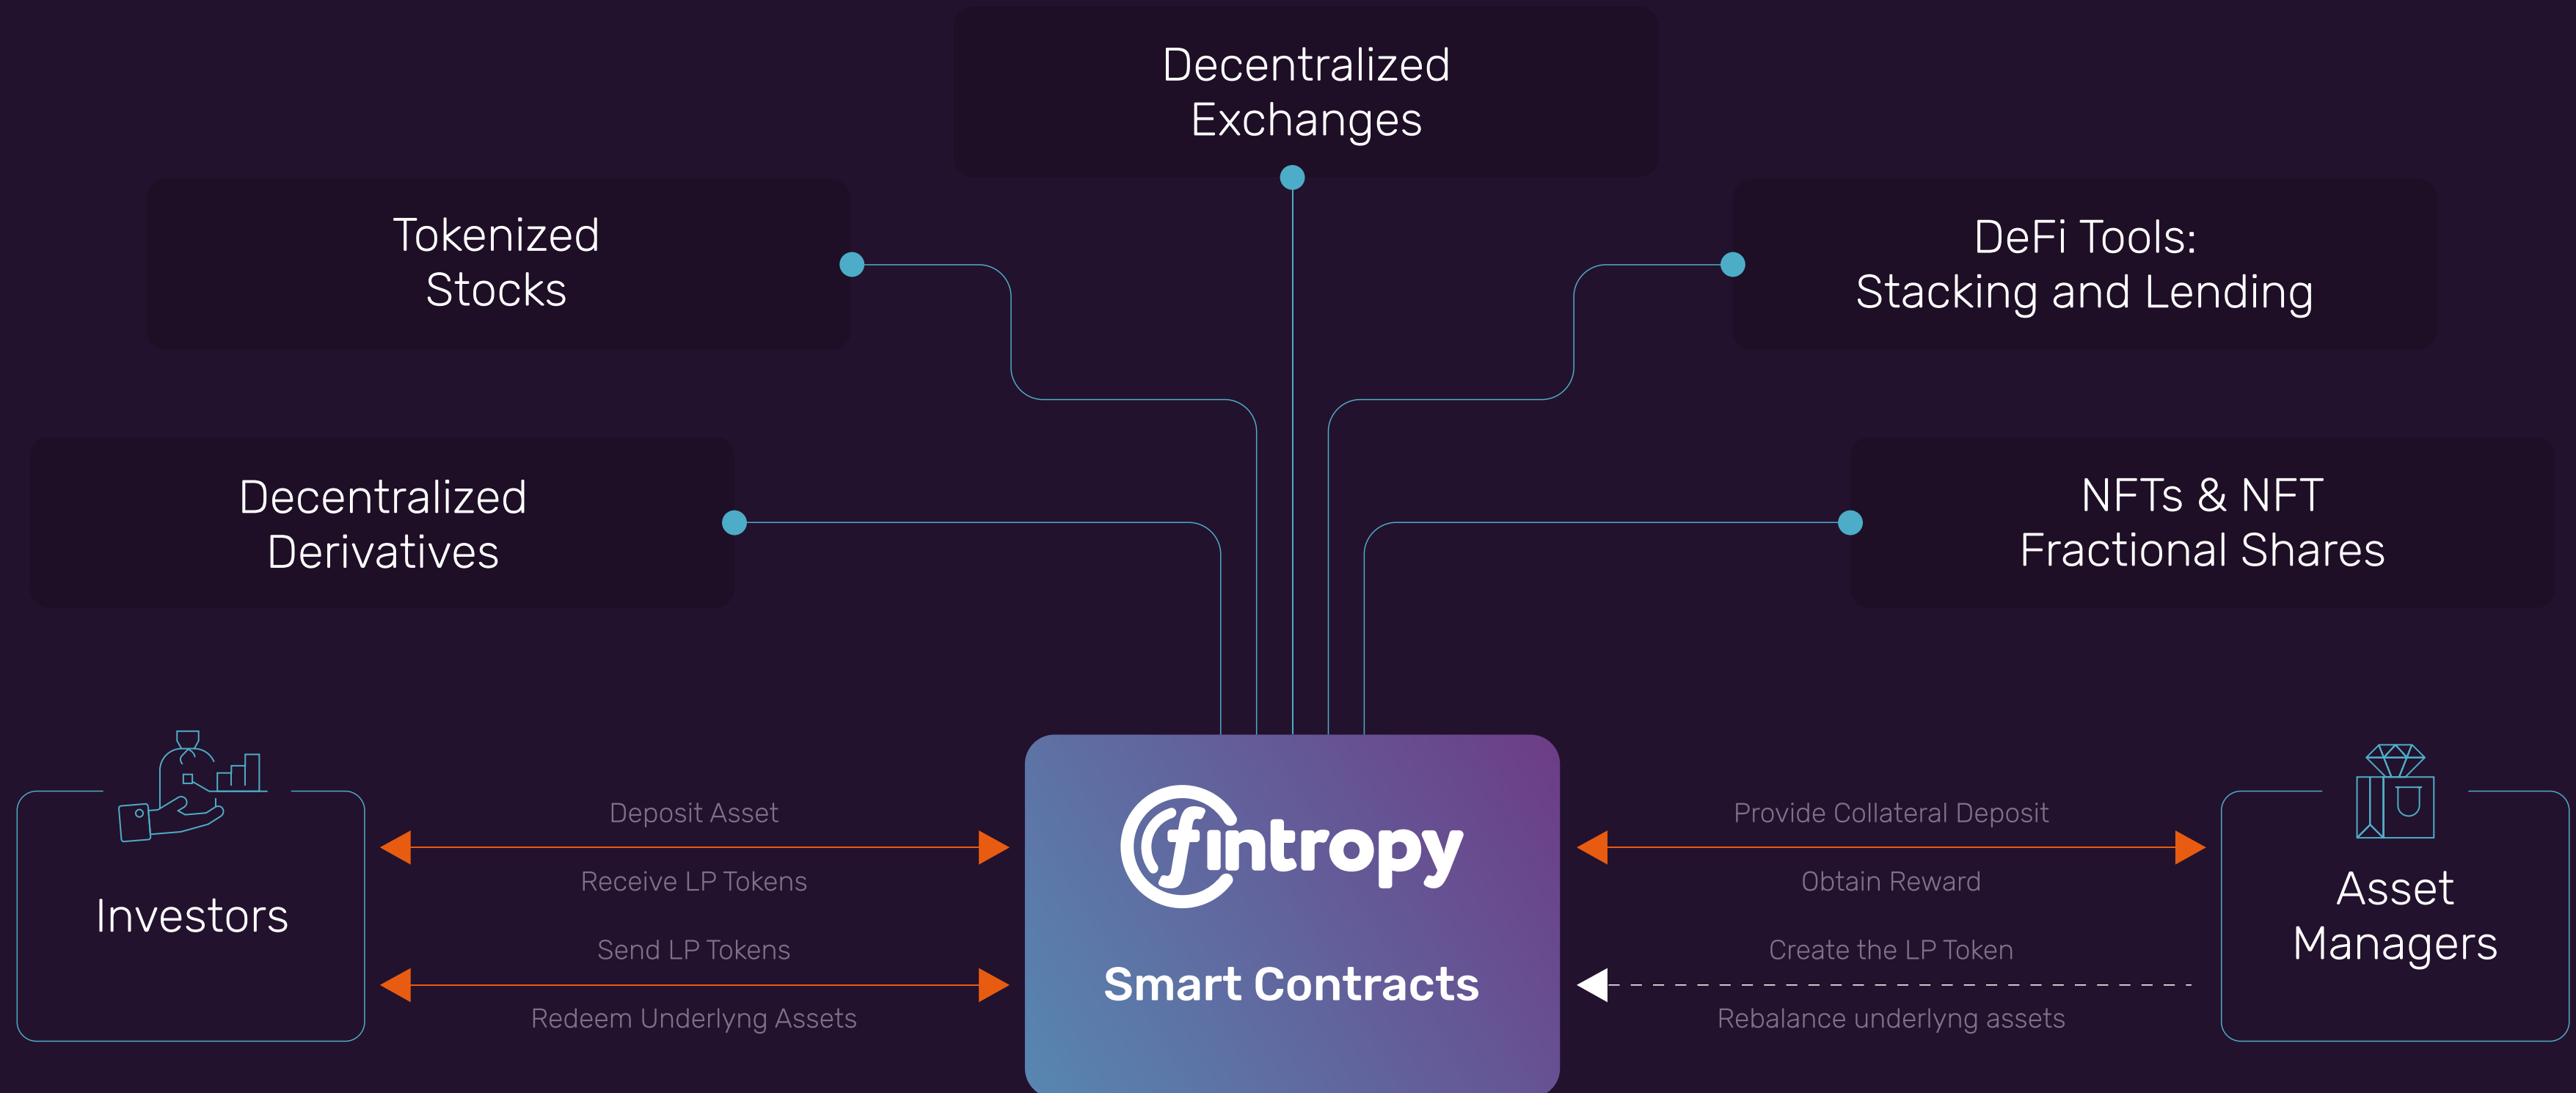 Decentralized
Exchanges
Tokenized
Stocks
DeFi Tools:
Stacking and Lending
Decentralized
Derivatives
NFTs & NFT
Fractional Shares
Investors
Deposit Asset
Receive LP Tokens
Send LP Tokens
Redeem Underlyng Assets
fintropy
Smart Contracts
Provide Collateral Deposit
Obtain Reward
Create the LP Token
Rebalance underlyng assets
Asset
Managers